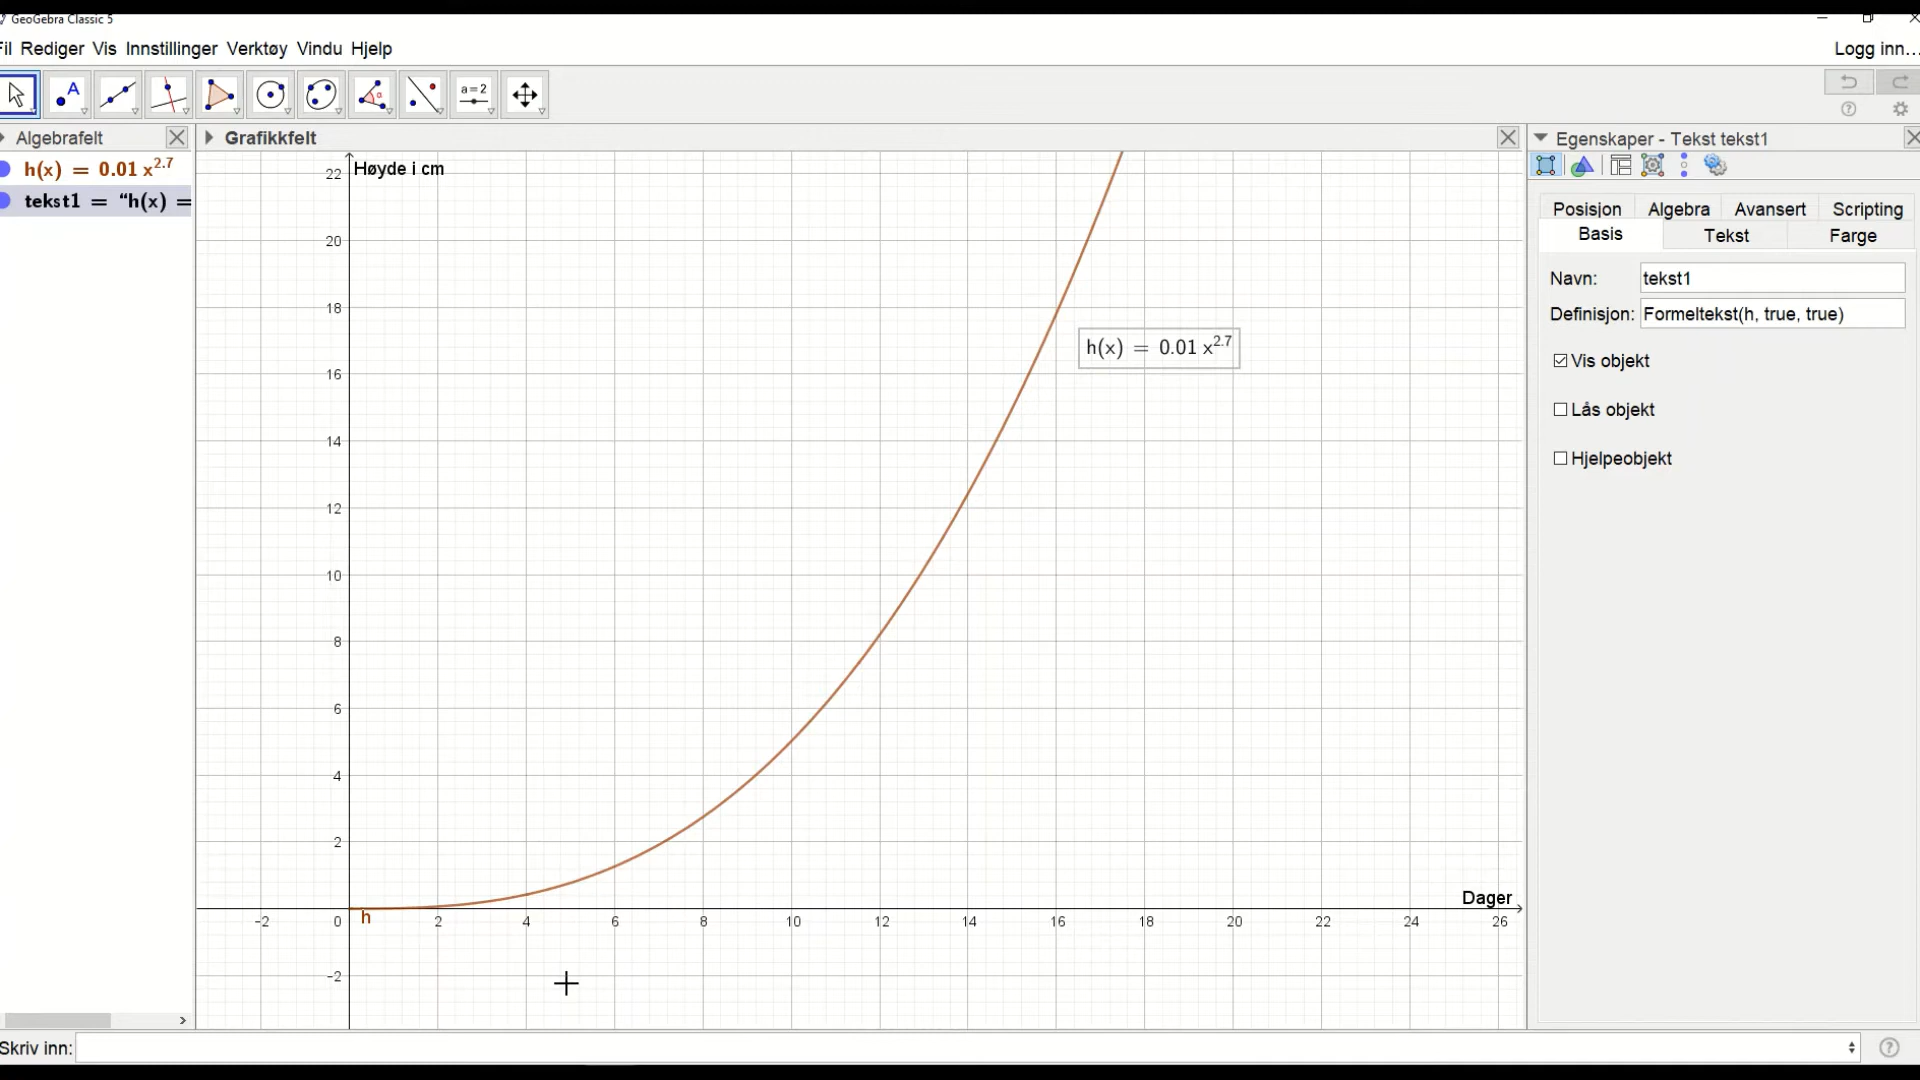 GeoGebra Classic 5
Fil Rediger Vis Innstillinger Verktøy Vindu Hjelp
Logg inn...
A
a=2
Algebrafelt
Grafikkfelt
Egenskaper - Tekst tekst1
h(x) = 0.01 x^2.7
tekst1 = “h(x) =
Høyde i cm
22
20
18
16
14
12
10
8
6
4
2
-2
h(x) = 0.01 x^2.7
Dager
h
-2 0 2 4 6 8 10 12 14 16 18 20 22 24 26
Posisjon Algebra Avansert Scripting
Basis Tekst Farge
Navn: tekst1
Definisjon: Formeltekst(h, true, true)
Vis objekt
Lås objekt
Hjelpeobjekt
Skriv inn: